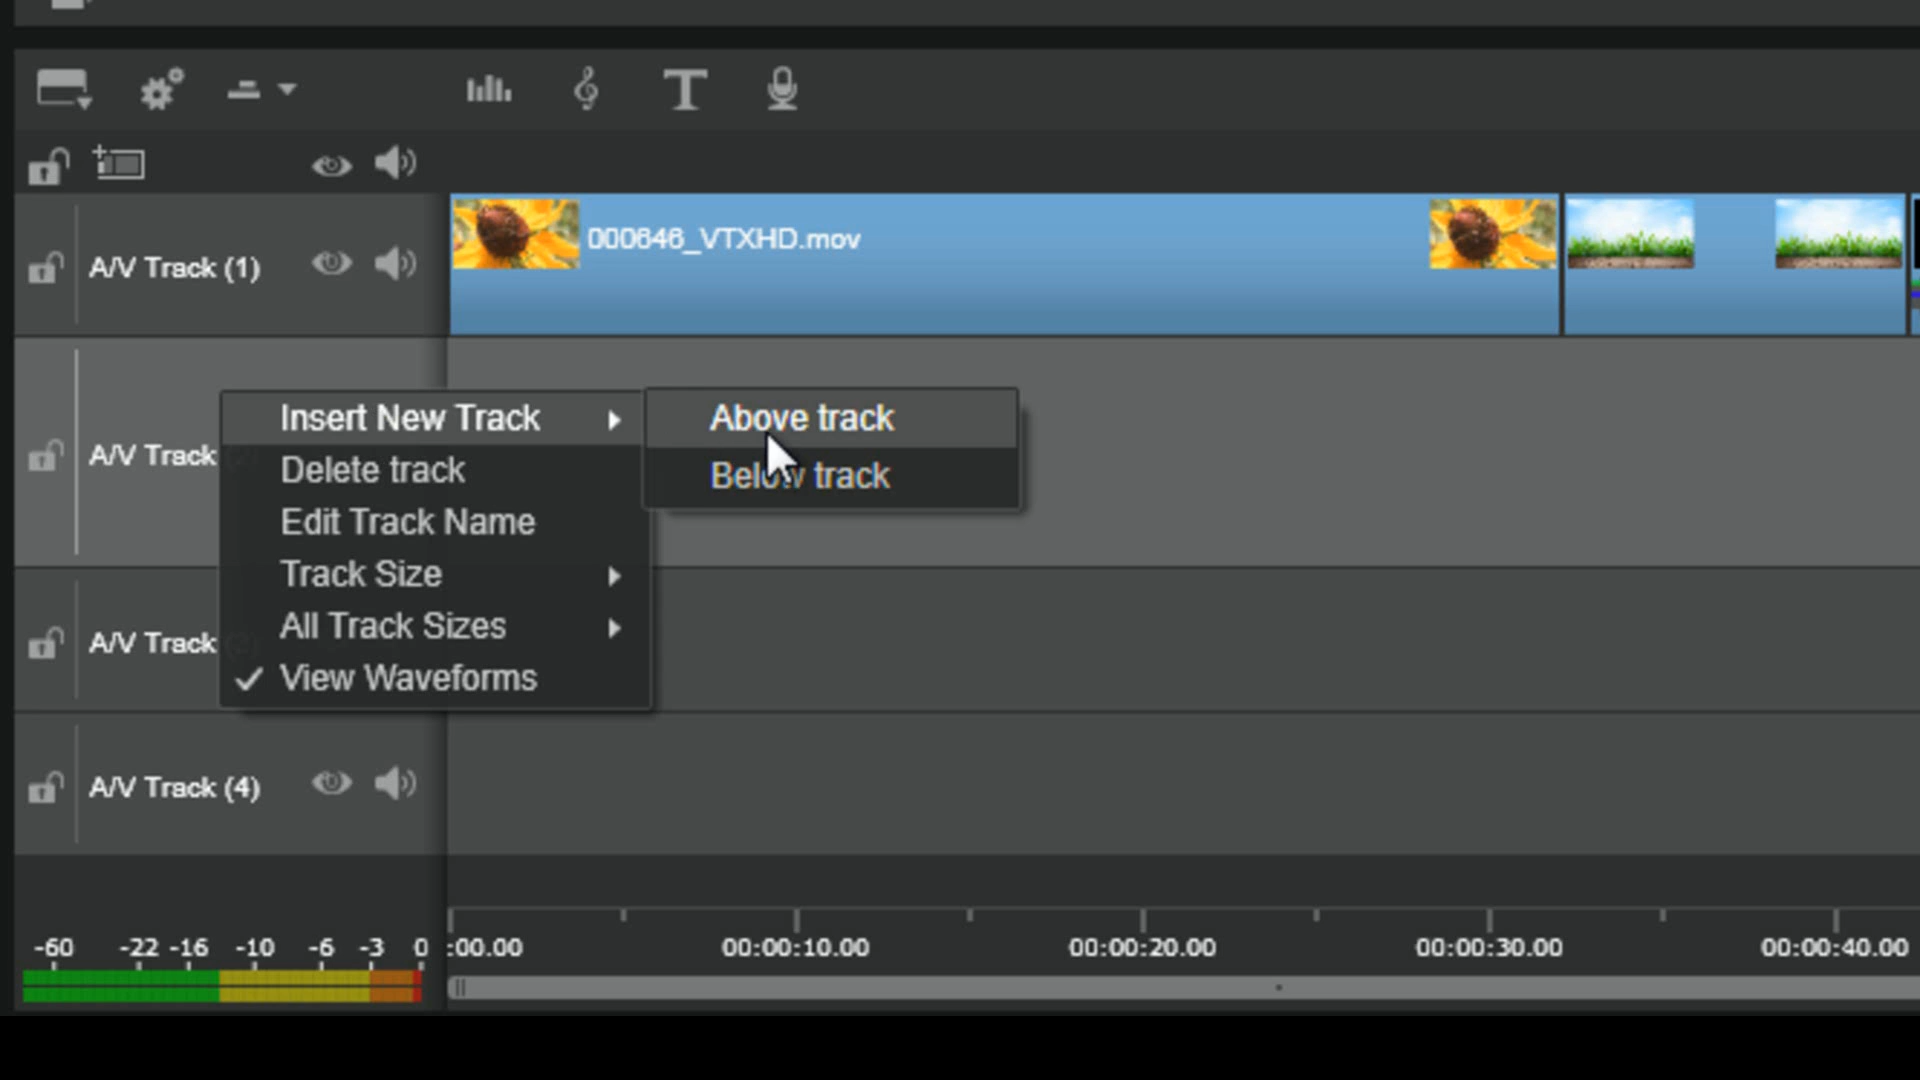 T
A/V Track (1)
000646_VTXHD.mov
Insert New Track
Above track
A/V Track
Delete track
Below track
Edit Track Name
Track Size
All Track Sizes
A/V Track
View Waveforms
A/V Track (4)
-60 -22 -16 -10 -6 -3 0
:00.00 00:00:10.00 00:00:20.00 00:00:30.00 00:00:40.00